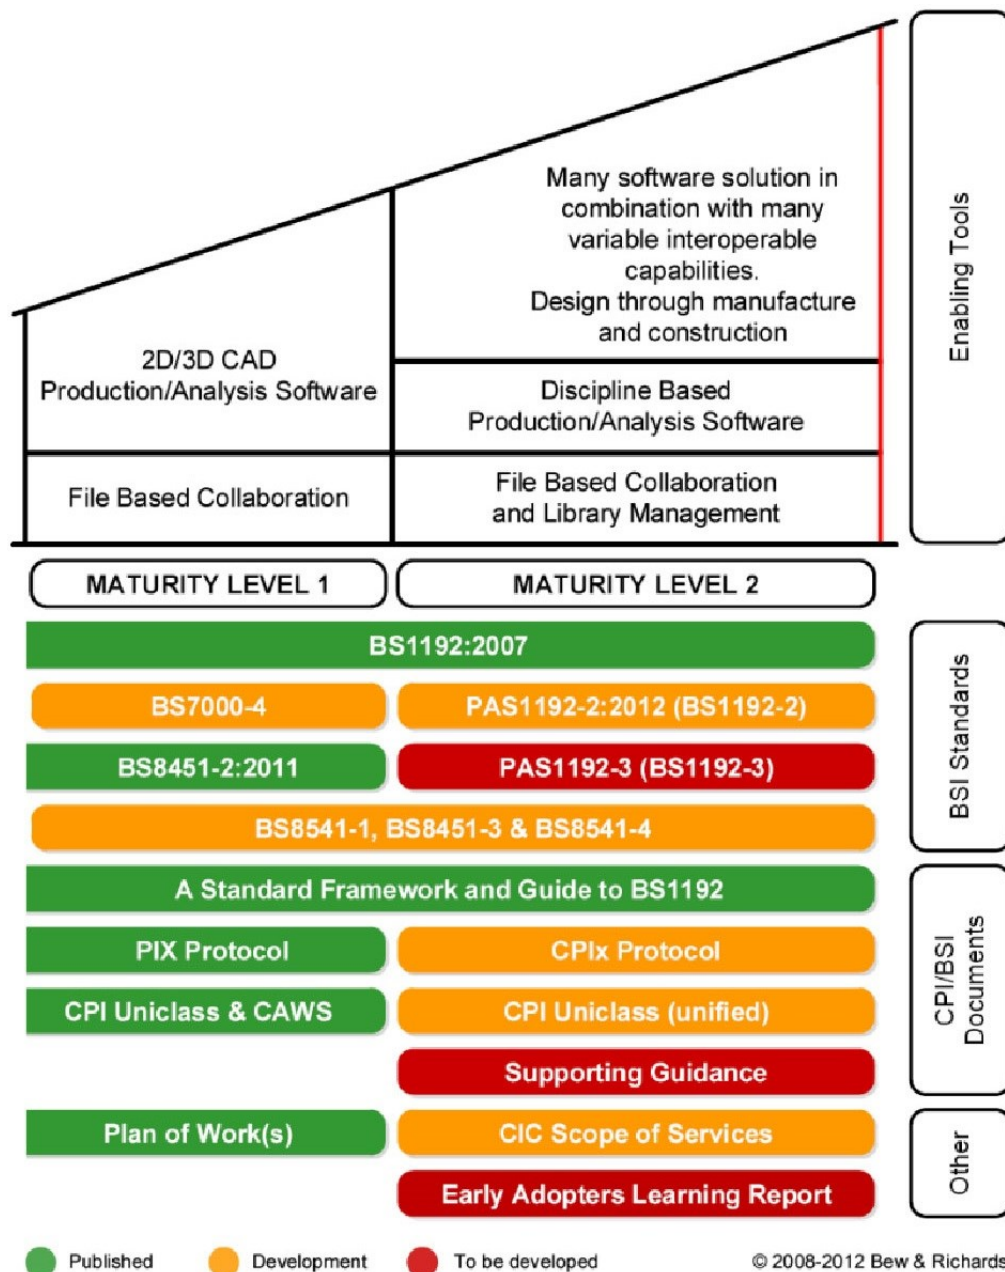 Many software solution in
combination with many
variable interoperable
capabilities.
Design through manufacture
and construction
2D/3D CAD
Production/Analysis Software
Discipline Based
Production/Analysis Software
File Based Collaboration
File Based Collaboration
and Library Management
Enabling Tools
MATURITY LEVEL 1
MATURITY LEVEL 2
BS1192:2007
BS7000-4
PAS1192-2:2012 (BS1192-2)
BS8451-2:2011
PAS1192-3 (BS1192-3)
BS8541-1, BS8451-3 & BS8541-4
BSI Standards
A Standard Framework and Guide to BS1192
PIX Protocol
CPIx Protocol
CPI Uniclass & CAWS
CPI Uniclass (unified)
Supporting Guidance
CPI/BSI
Documents
Plan of Work(s)
CIC Scope of Services
Early Adopters Learning Report
Other
Published
Development
To be developed
© 2008-2012 Bew & Richards